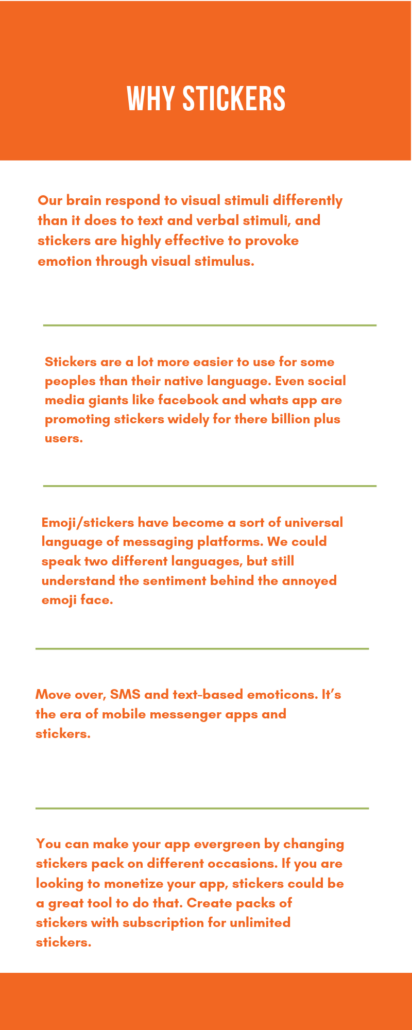 WHY STICKERS
Our brain respond to visual stimuli differently
than it does to text and verbal stimuli, and
stickers are highly effective to provoke
emotion through visual stimulus.
Stickers are a lot more easier to use for some
peoples than their native language. Even social
media giants like facebook and whats app are
promoting stickers widely for there billion plus
users.
Emoji/stickers have become a sort of universal
language of messaging platforms. We could
speak two different languages, but still
understand the sentiment behind the annoyed
emoji face.
Move over, SMS and text-based emoticons. It's
the era of mobile messenger apps and
stickers.
You can make your app evergreen by changing
stickers pack on different occasions. If you are
looking to monetize your app, stickers could be
a great tool to do that. Create packs of
stickers with subscription for unlimited
stickers.